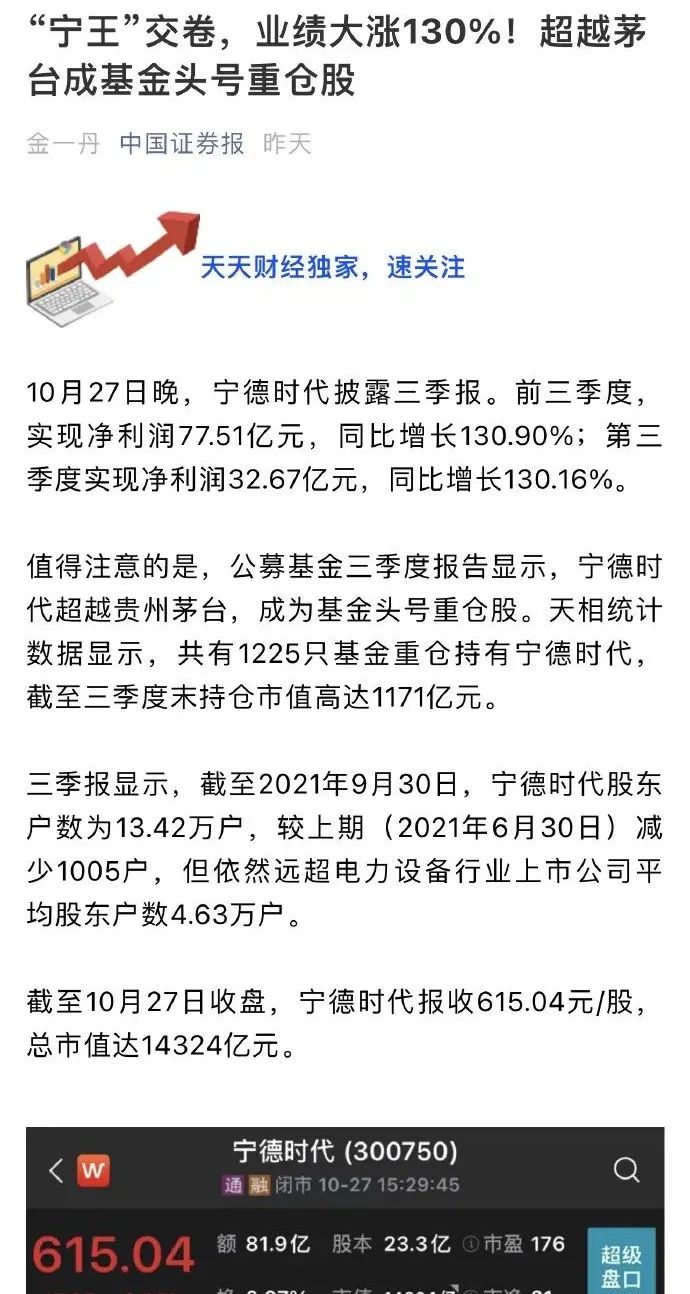 “宁王”交卷，业绩大涨130%！超越茅
台成基金头号重仓股
金一丹 中国证券报 昨天
天天财经独家，速关注
10月27日晚，宁德时代披露三季报。前三季度，
实现净利润77.51亿元，同比增长130.90%；第三
季度实现净利润32.67亿元，同比增长130.16%。
值得注意的是，公募基金三季度报告显示，宁德时
代超越贵州茅台，成为基金头号重仓股。天相统计
数据显示，共有1225只基金重仓持有宁德时代，
截至三季度末持仓市值高达1171亿元。
三季报显示，截至2021年9月30日，宁德时代股东
户数为13.42万户，较上期（2021年6月30日）减
少1005户，但依然远超电力设备行业上市公司平
均股东户数4.63万户。
截至10月27日收盘，宁德时代报收615.04元/股，
总市值达14324亿元。
W
宁德时代 (300750)
通 融 闭市 10-27 15:29:45
615.04 额 81.9亿 股本 23.3亿 市盈 176
超级
盘口